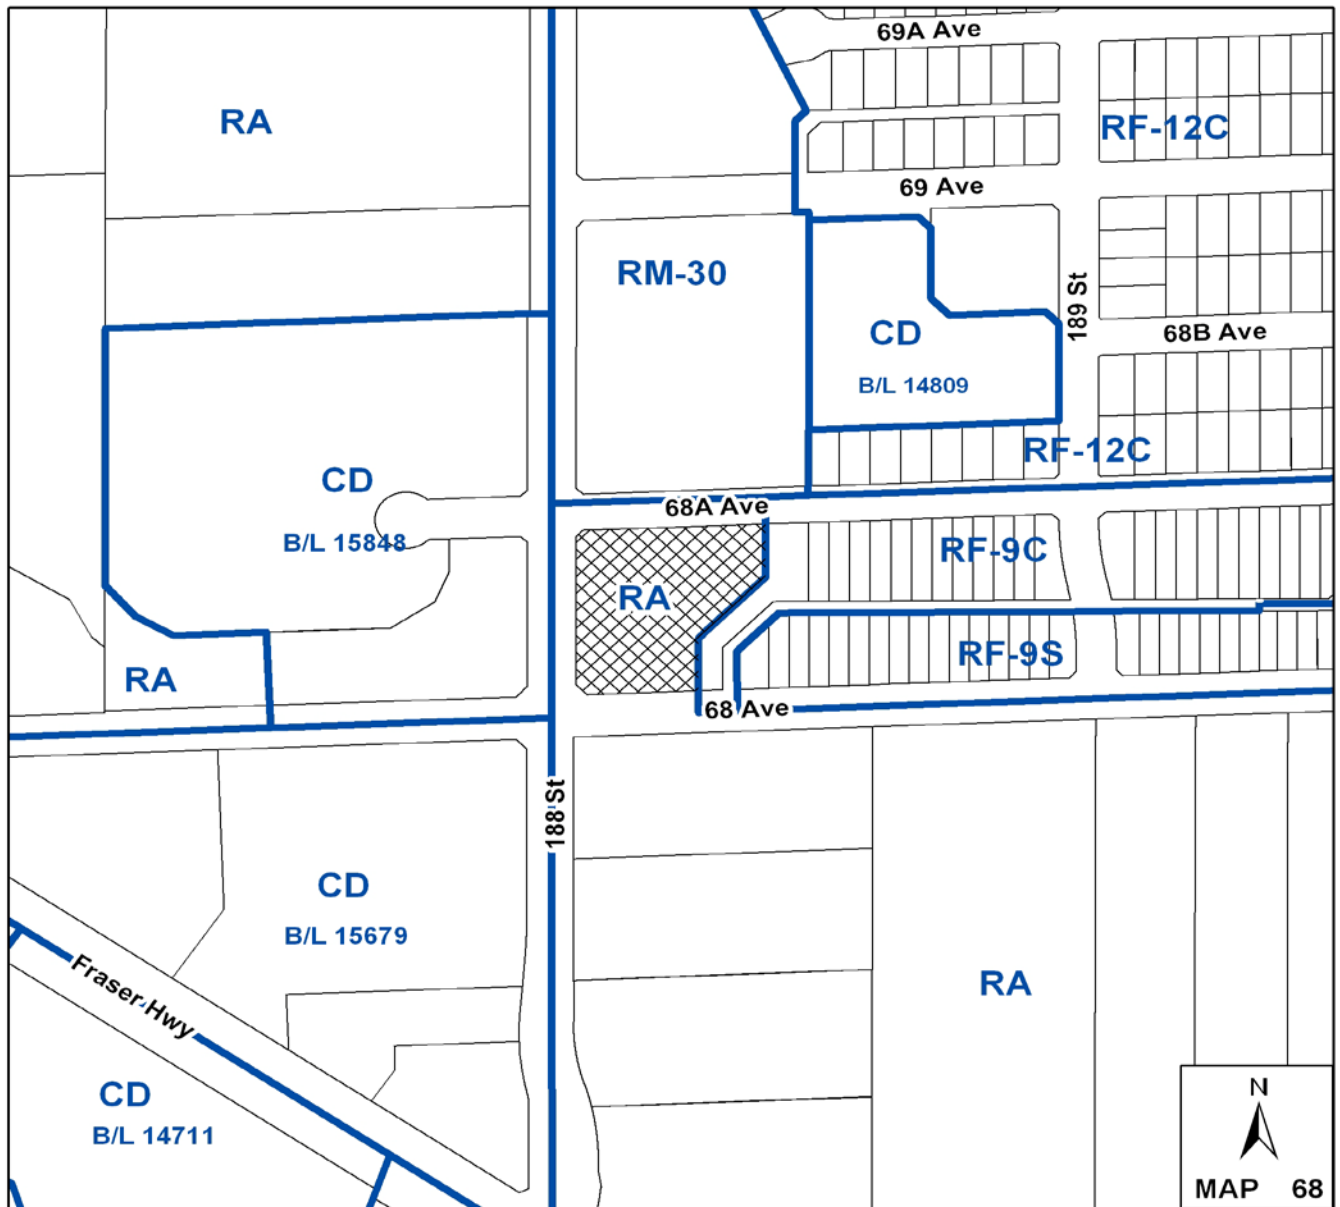 69A Ave
RA
RF-12C
69 Ave
RM-30
189 St
CD
68B Ave
B/L 14809
RF-12C
CD
68A Ave
B/L 15848
RF-9C
RA
RF-9S
RA
68 Ave
188 St
CD
B/L 15679
Fraser Hwy
RA
CD
B/L 14711
N
MAP 68